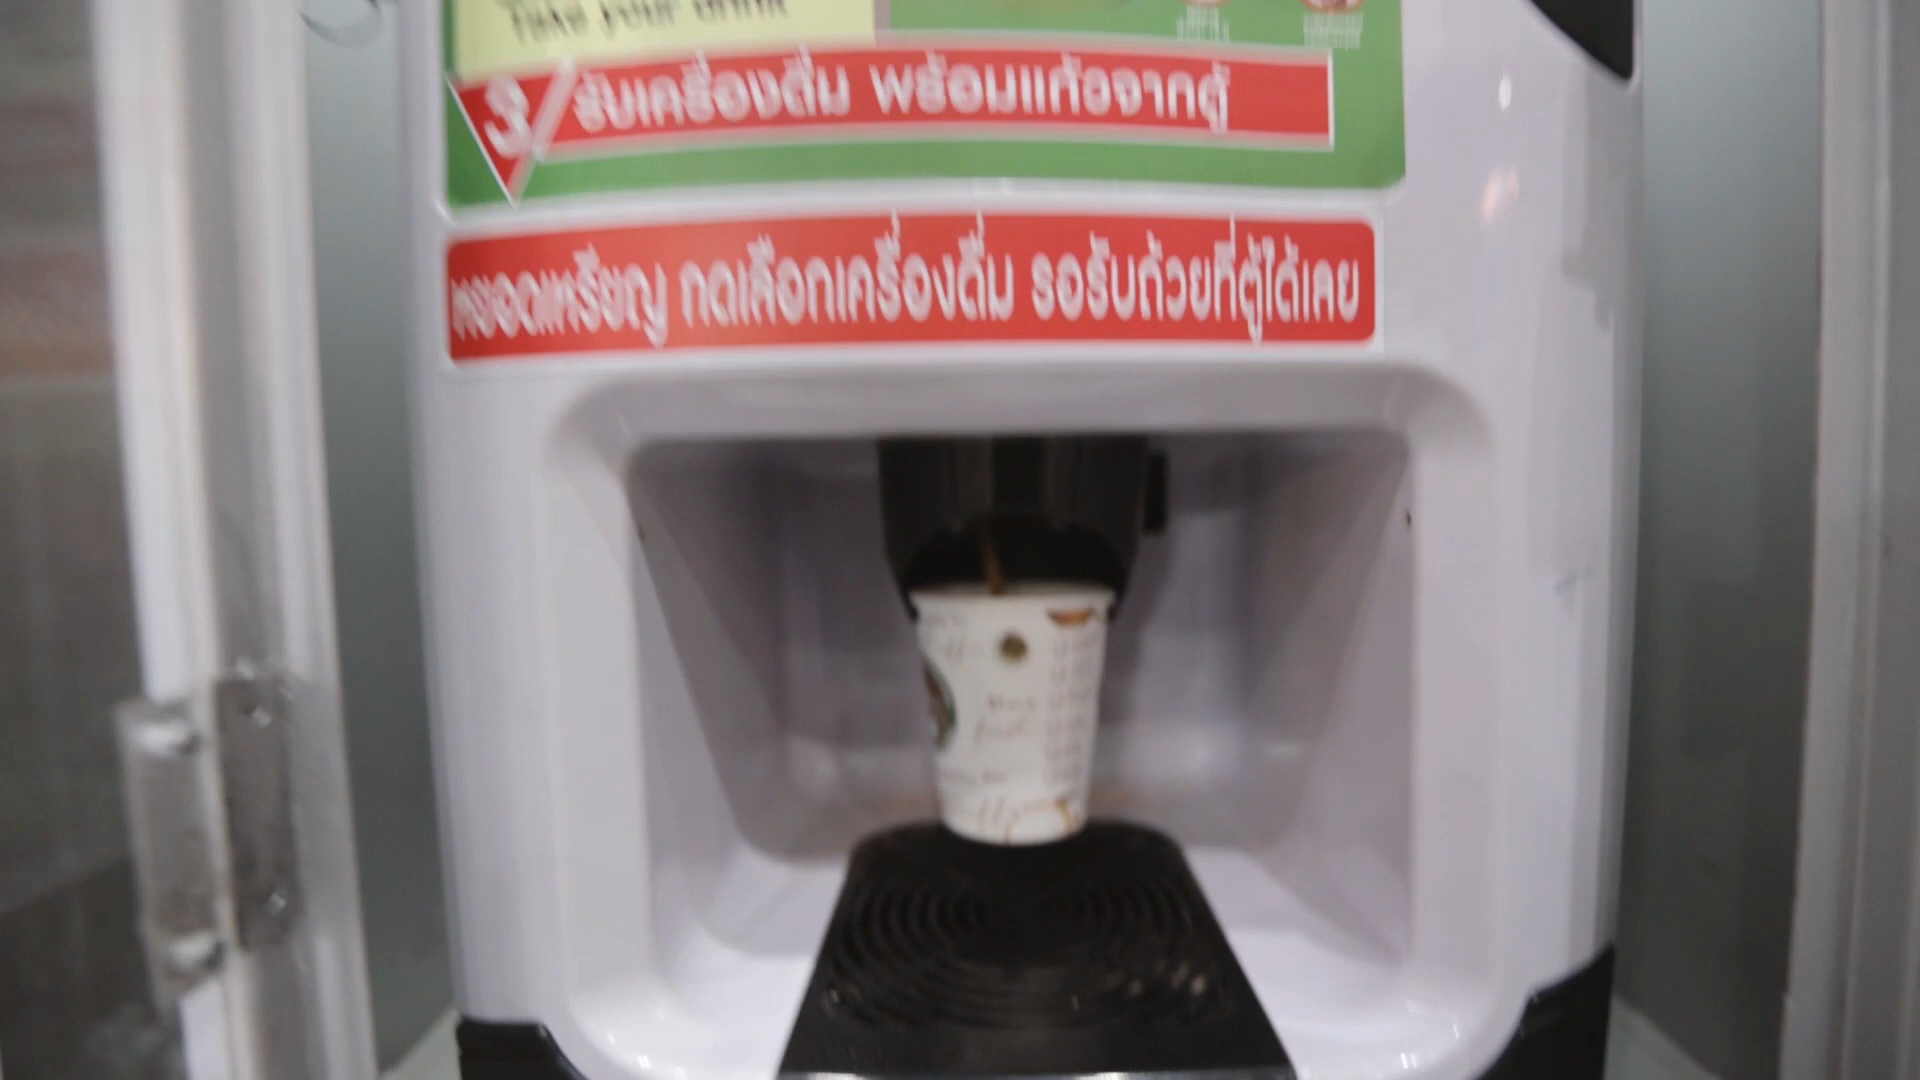 Take your drink
3 รับเครื่องดื่ม พร้อมแก้วจากตู้
หยอดเหรียญ กดเลือกเครื่องดื่ม รอรับถ้วยที่ตู้ได้เลย